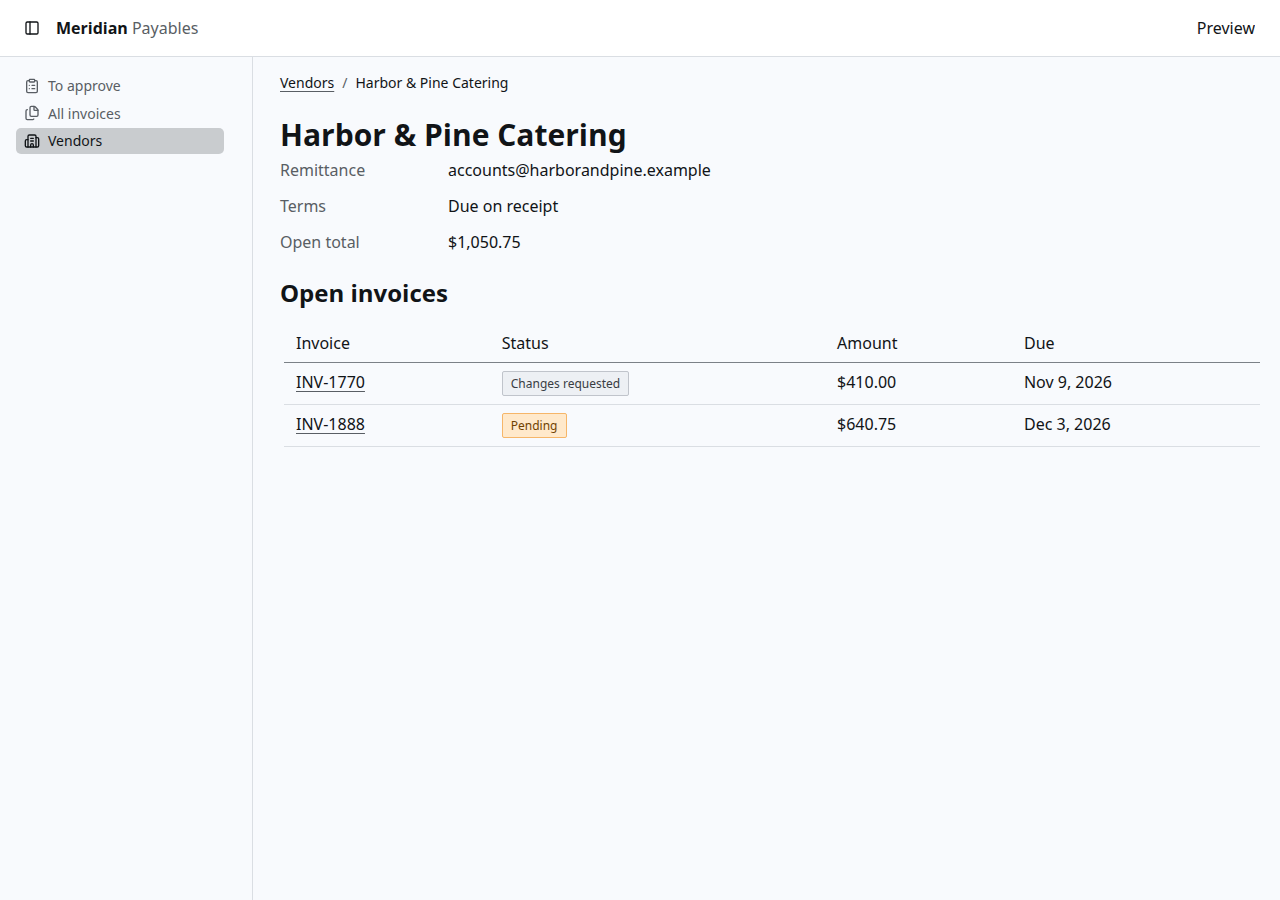 Meridian Payables
Preview
To approve
All invoices
Vendors
Vendors / Harbor & Pine Catering
Harbor & Pine Catering
Remittance accounts@harborandpine.example
Terms Due on receipt
Open total $1,050.75
Open invoices
Invoice Status Amount Due
INV-1770 Changes requested $410.00 Nov 9, 2026
INV-1888 Pending $640.75 Dec 3, 2026